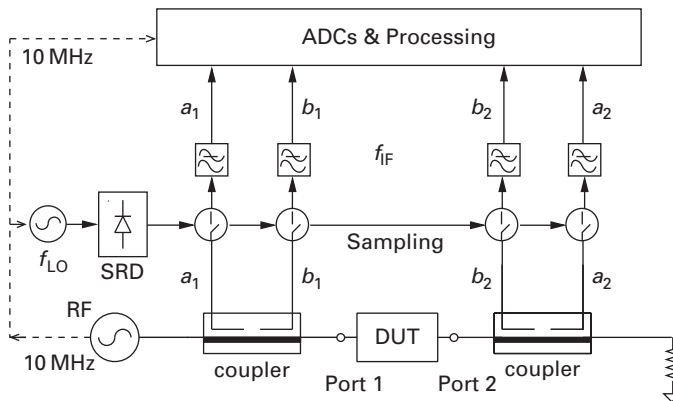 ADCs & Processing
10 MHz
a1
b1
b2
a2
fIF
fLO
SRD
Sampling
a1
b1
b2
a2
RF
10 MHz
coupler
DUT
coupler
Port 1
Port 2